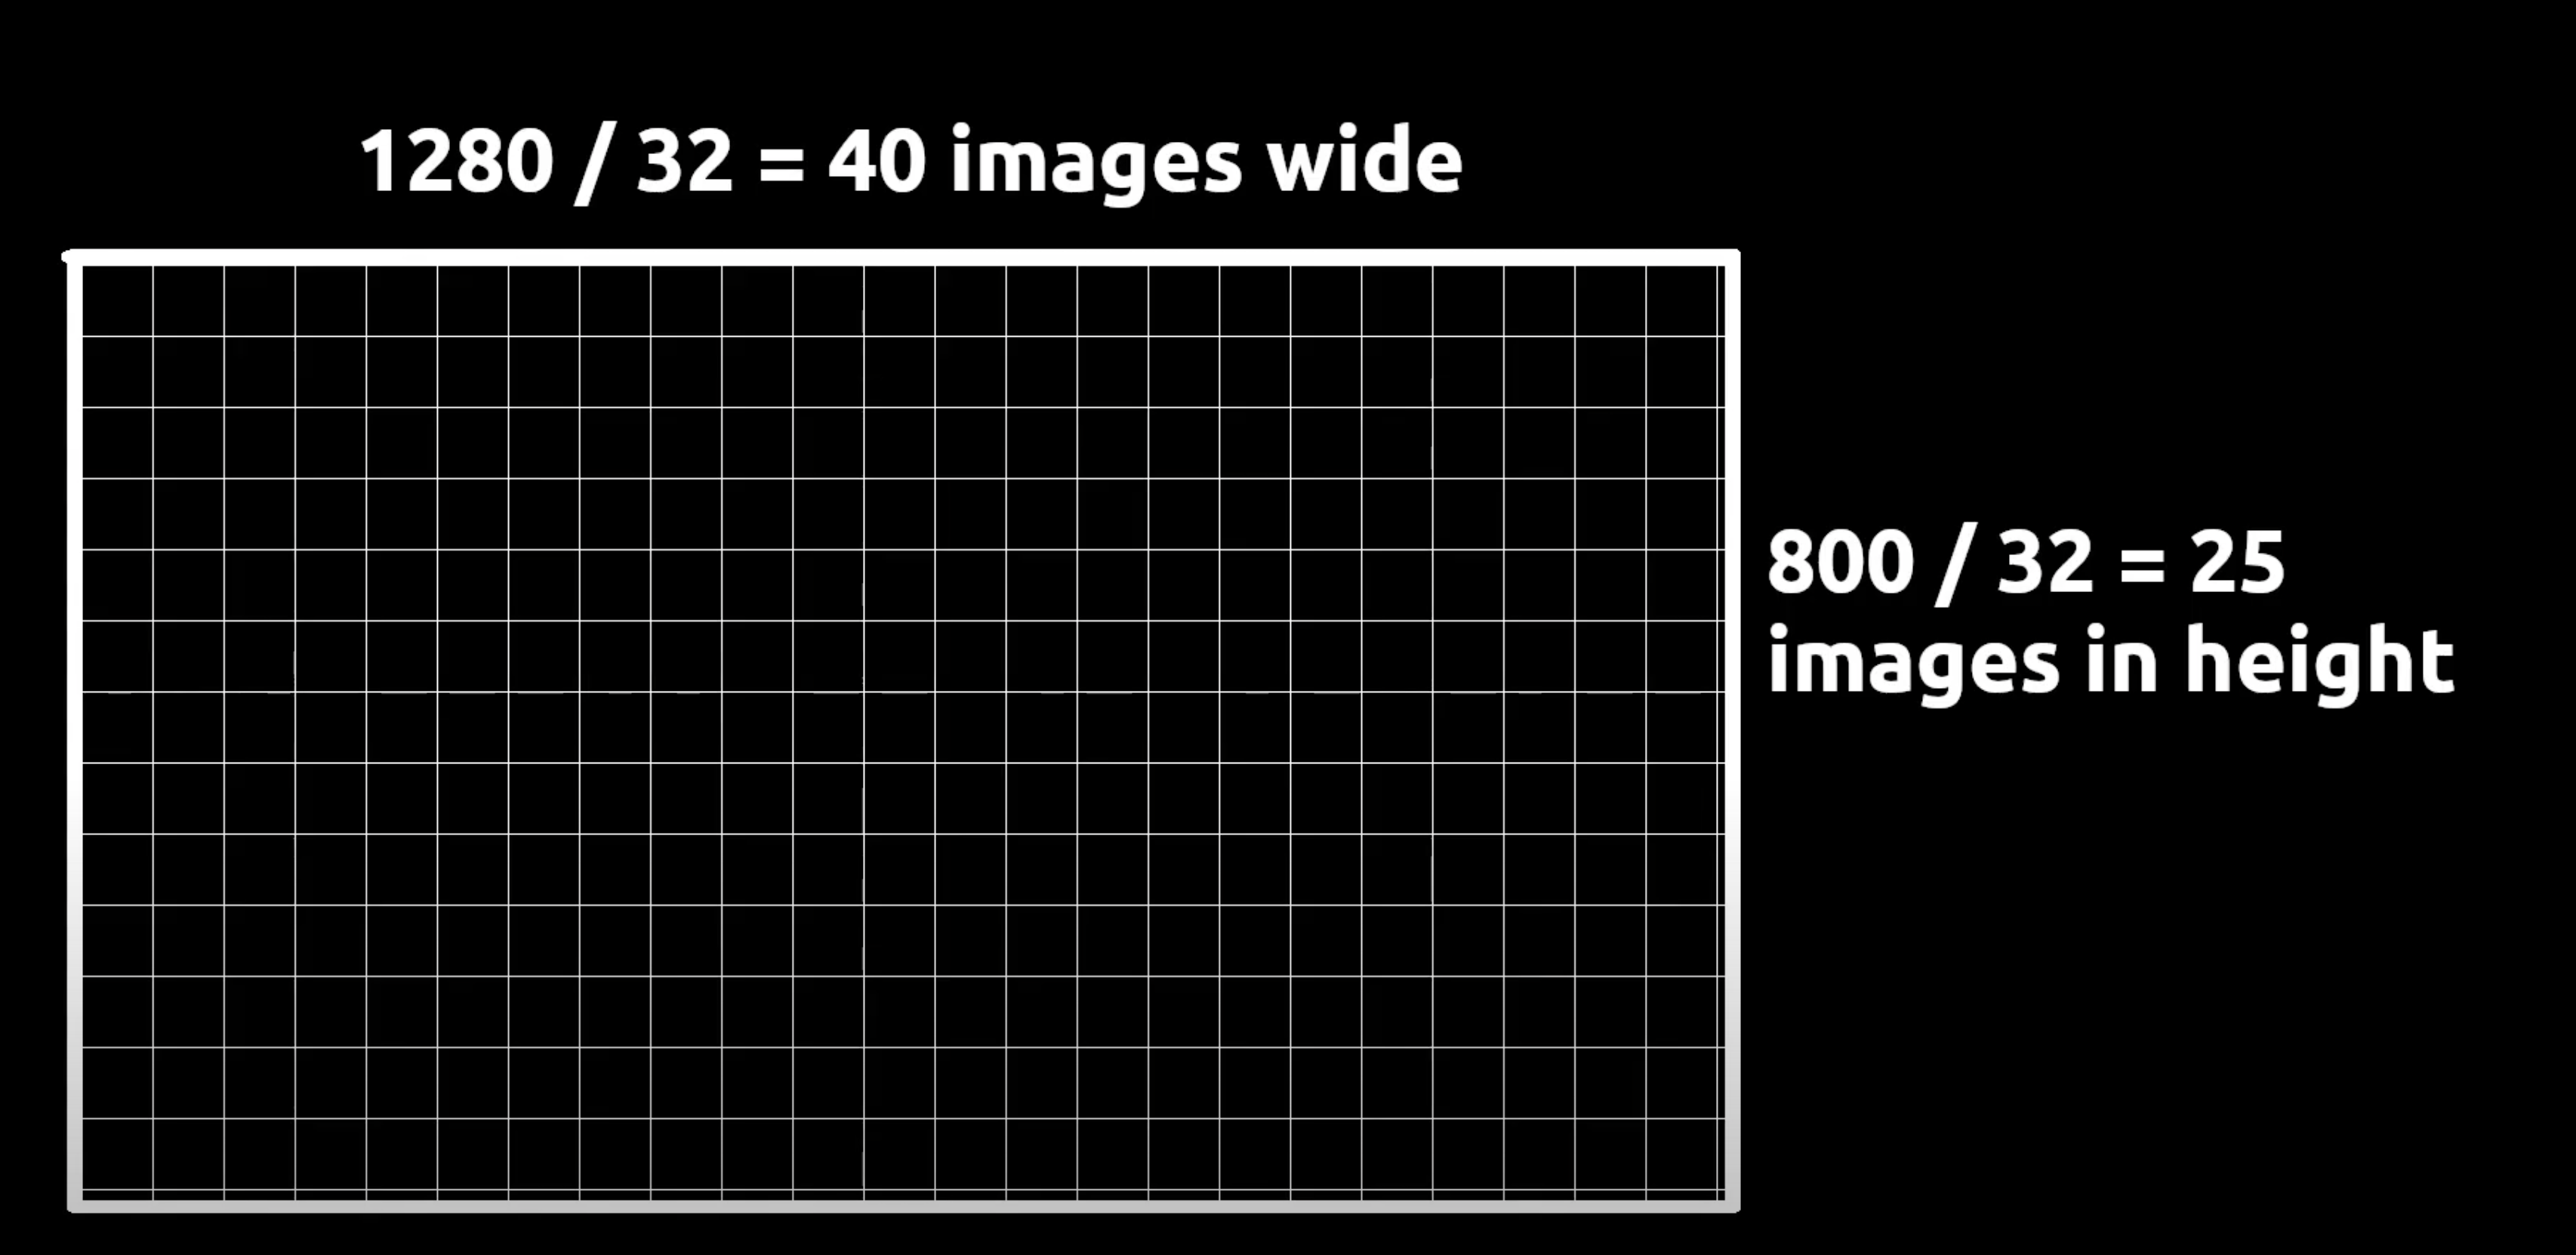 1280 / 32 = 40 images wide
800 / 32 = 25
images in height